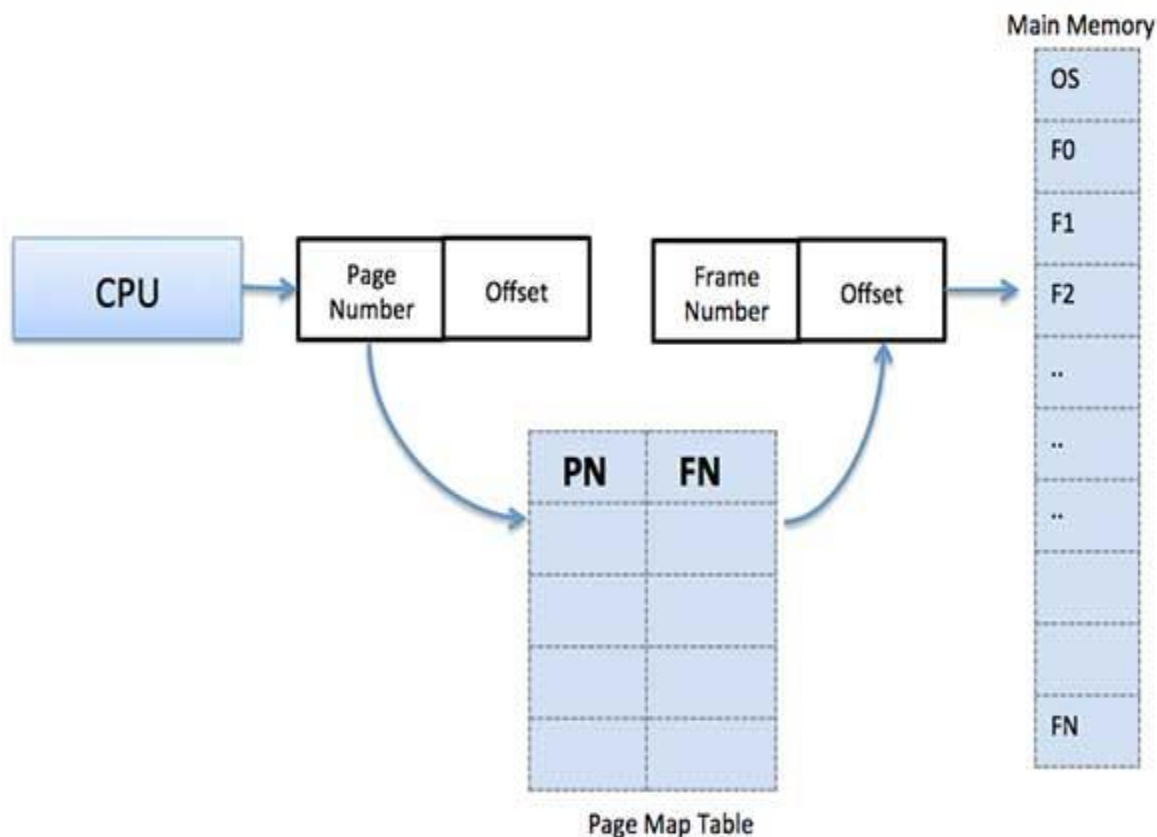 Main Memory
OS
F0
F1
CPU
Page
Number
Offset
Frame
Number
Offset
F2
..
..
..
PN
FN
FN
Page Map Table